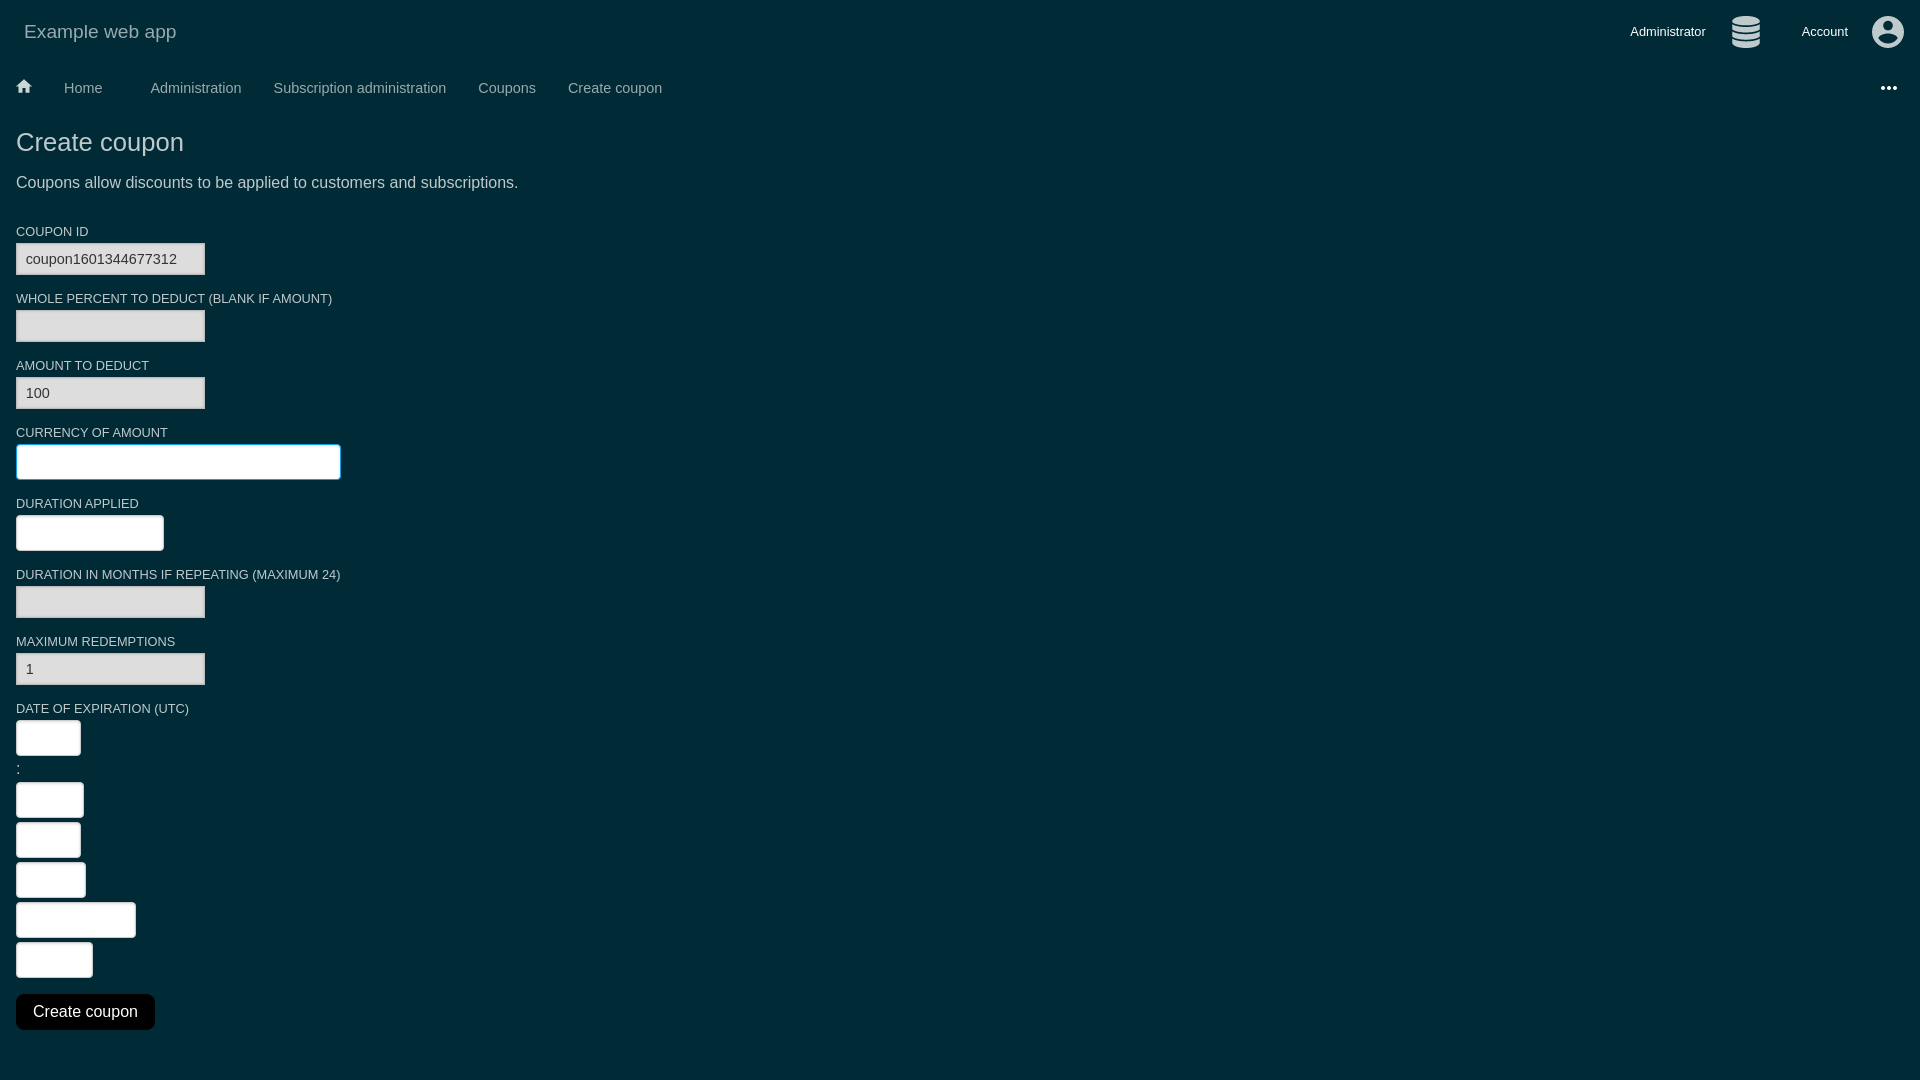 Example web app
Administrator
Account
Home
Administration
Subscription administration
Coupons
Create coupon
Create coupon
Coupons allow discounts to be applied to customers and subscriptions.
COUPON ID
coupon1601344677312
WHOLE PERCENT TO DEDUCT (BLANK IF AMOUNT)
AMOUNT TO DEDUCT
100
CURRENCY OF AMOUNT
DURATION APPLIED
DURATION IN MONTHS IF REPEATING (MAXIMUM 24)
MAXIMUM REDEMPTIONS
1
DATE OF EXPIRATION (UTC)
:
Create coupon